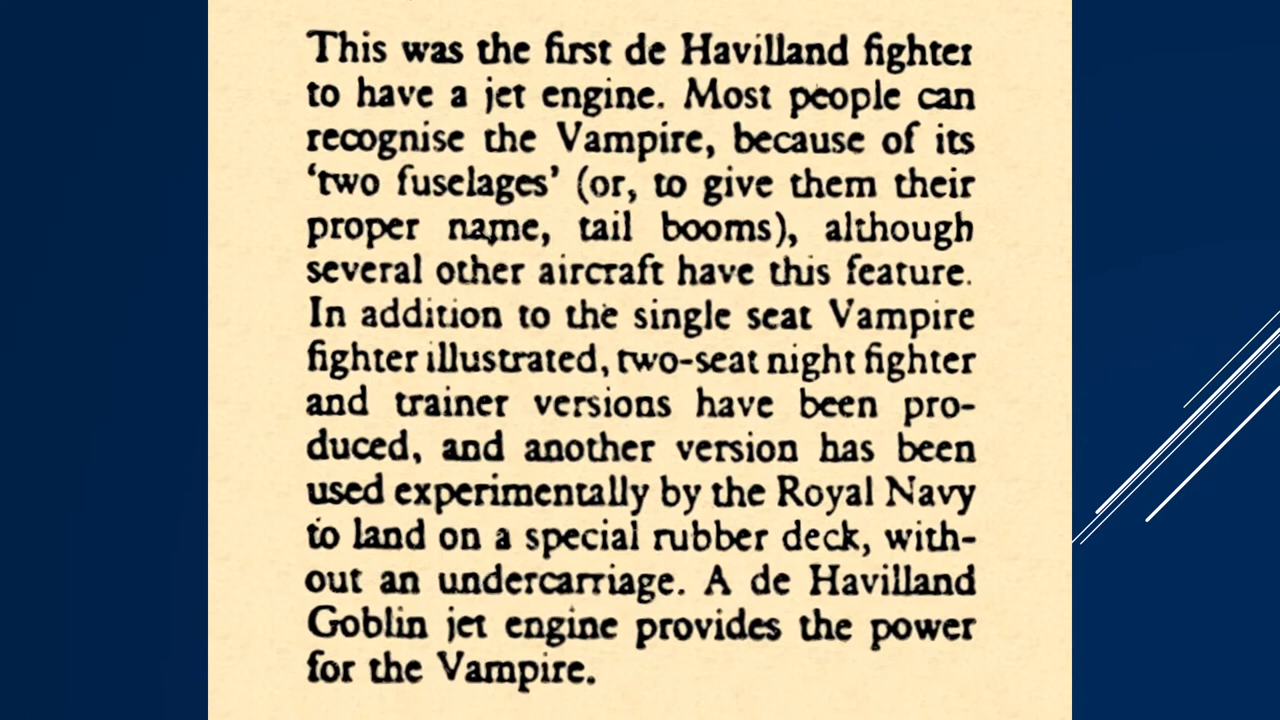 This was the first de Havilland fighter
to have a jet engine. Most people can
recognise the Vampire, because of its
‘two fuselages’ (or, to give them their
proper name, tail booms), although
several other aircraft have this feature.
In addition to the single seat Vampire
fighter illustrated, two-seat night fighter
and trainer versions have been pro-
duced, and another version has been
used experimentally by the Royal Navy
to land on a special rubber deck, with-
out an undercarriage. A de Havilland
Goblin jet engine provides the power
for the Vampire.